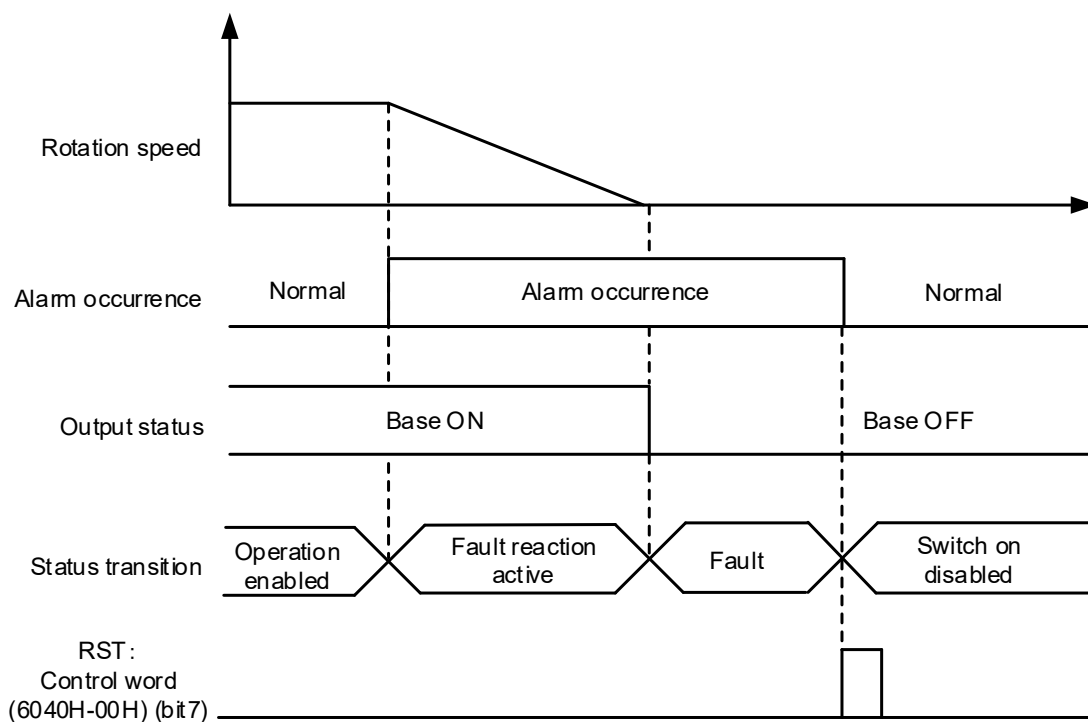 Rotation speed
Alarm occurrence
Normal
Alarm occurrence
Normal
Output status
Base ON
Base OFF
Status transition
Operation
enabled
Fault reaction
active
Fault
Switch on
disabled
RST:
Control word
(6040H-00H) (bit7)